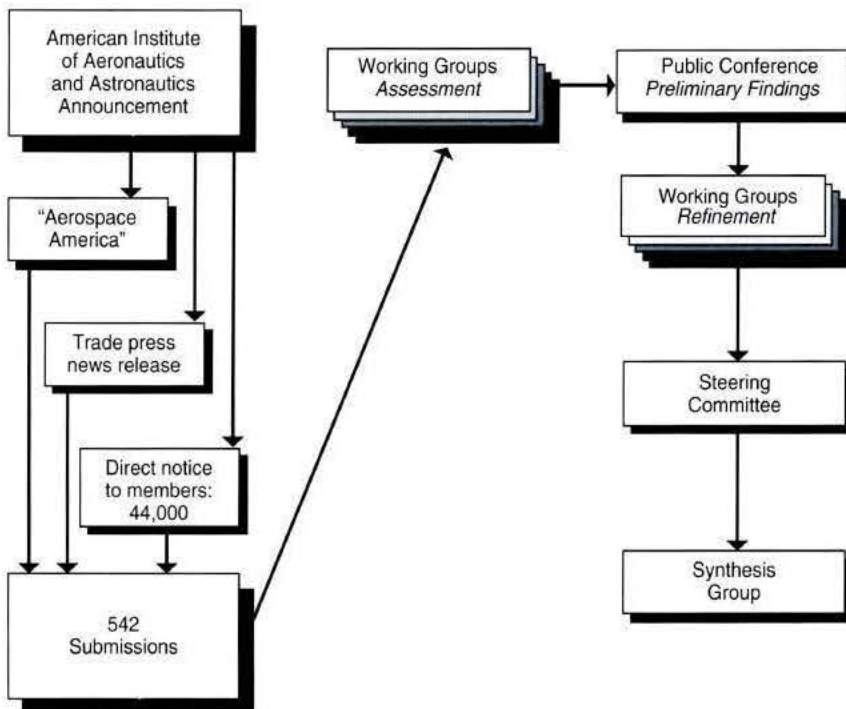 American Institute
of Aeronautics
and Astronautics
Announcement
"Aerospace
America"
Trade press
news release
Direct notice
to members:
44,000
542
Submissions
Working Groups
Assessment
Public Conference
Preliminary Findings
Working Groups
Refinement
Steering
Committee
Synthesis
Group